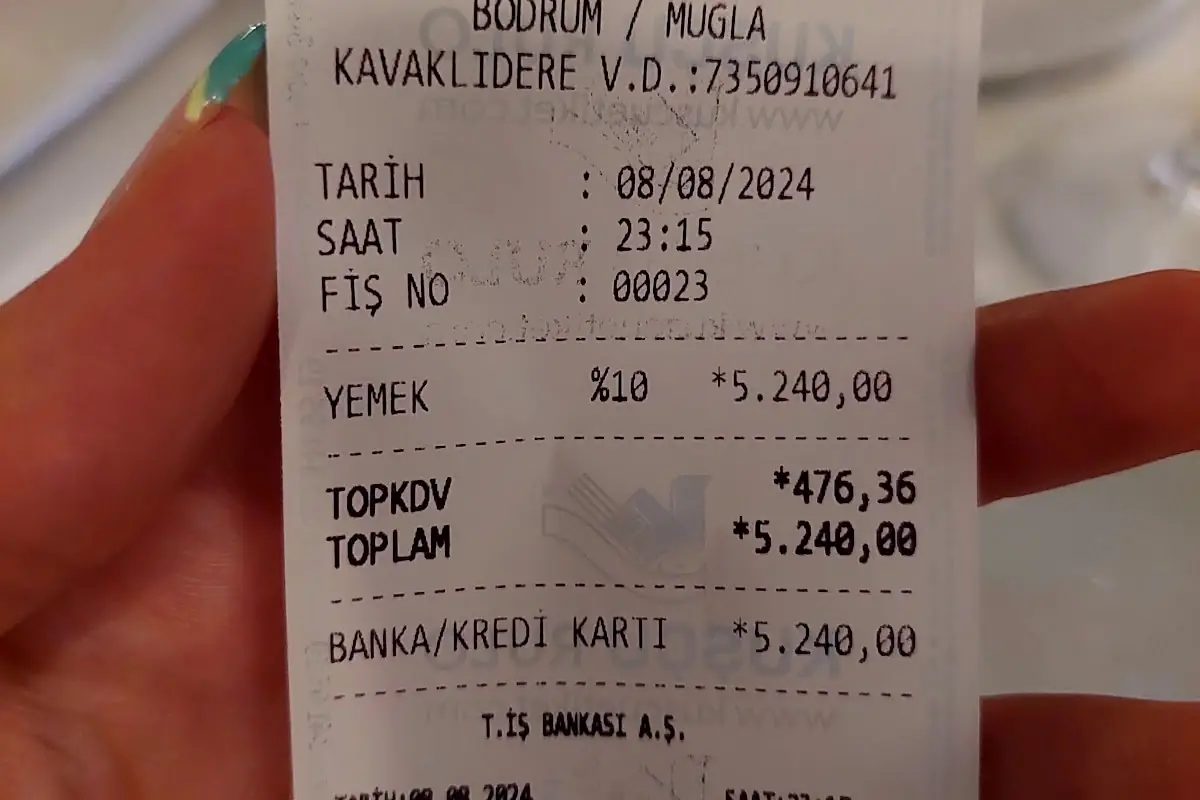 BODRUM / MUĞLA
KAVAKLIDERE V.D.:7350910641
TARİH : 08/08/2024
SAAT : 23:15
FİŞ NO : 00023
YEMEK %10 *5.240,00
TOPKDV *476,36
TOPLAM *5.240,00
BANKA/KREDİ KARTI *5.240,00
T.İŞ BANKASI A.Ş.